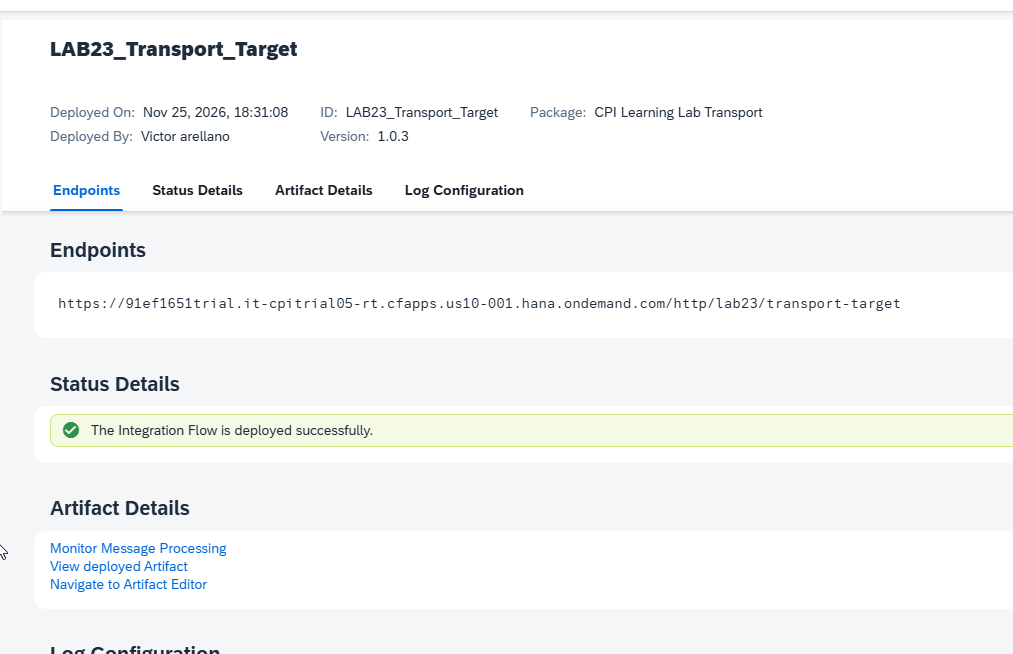 LAB23_Transport_Target
Deployed On: Nov 25, 2026, 18:31:08 ID: LAB23_Transport_Target Package: CPI Learning Lab Transport
Deployed By: Victor arellano Version: 1.0.3
Endpoints Status Details Artifact Details Log Configuration
Endpoints
https://91ef1651trial.it-cpitrial05-rt.cfapps.us10-001.hana.ondemand.com/http/lab23/transport-target
Status Details
The Integration Flow is deployed successfully.
Artifact Details
Monitor Message Processing
View deployed Artifact
Navigate to Artifact Editor
Log Configuration